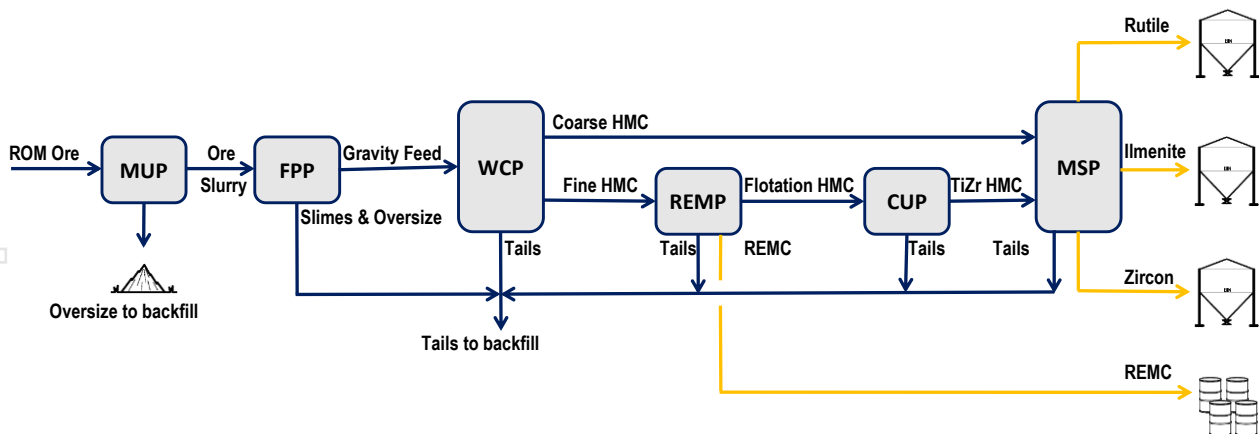 Rutile
ROM Ore
MUP
Ore
Slurry
FPP
Gravity Feed
WCP
Coarse HMC
Fine HMC
REMP
Flotation HMC
CUP
TiZr HMC
MSP
Ilmenite
Slimes & Oversize
Tails
Tails
REMC
Tails
Tails
Zircon
Oversize to backfill
Tails to backfill
REMC